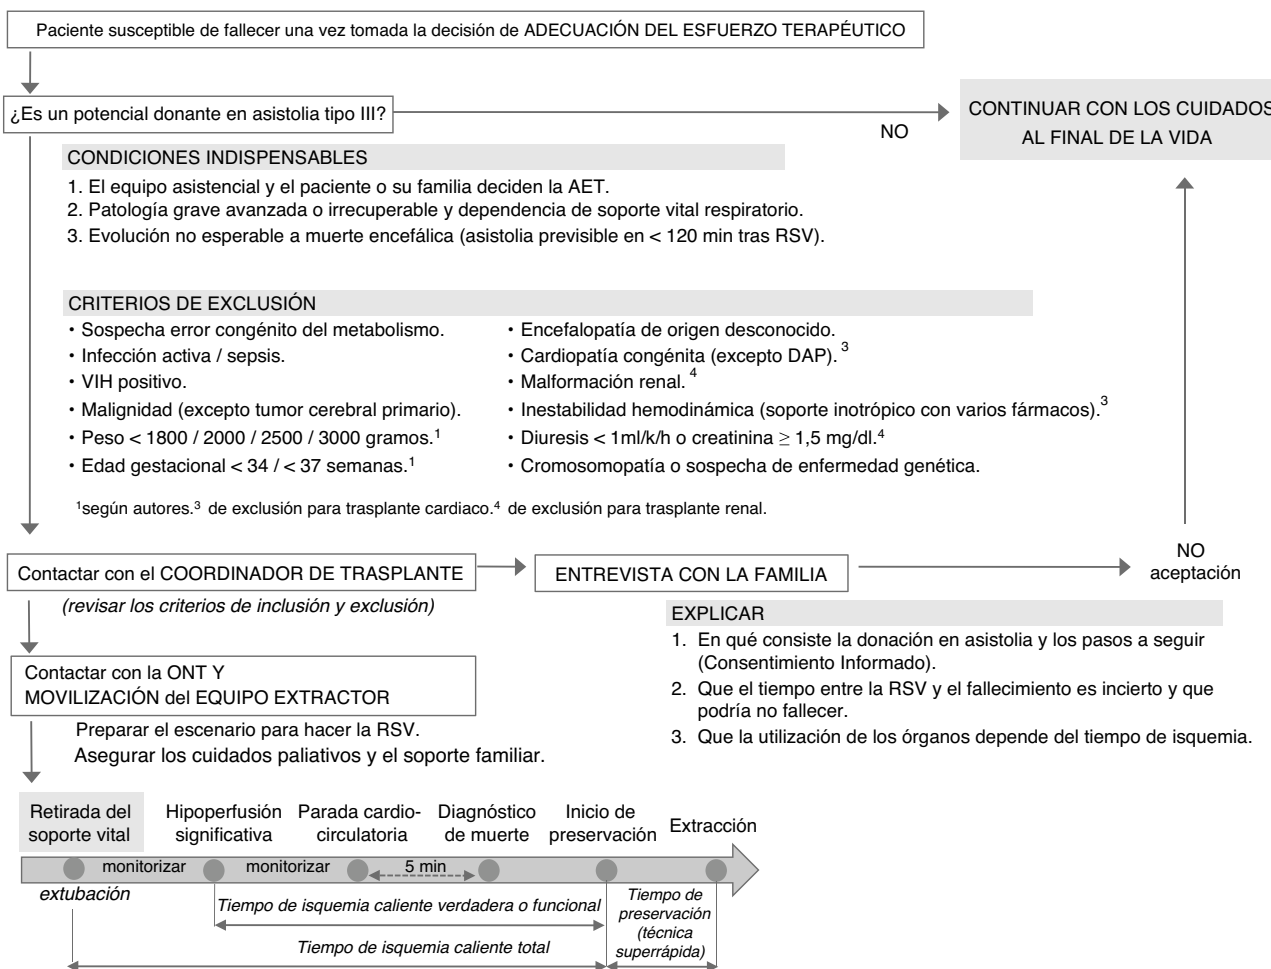 Paciente susceptible de fallecer una vez tomada la decisión de ADECUACIÓN DEL ESFUERZO TERAPÉUTICO
¿Es un potencial donante en asistolia tipo III?
NO
CONTINUAR CON LOS CUIDADOS
AL FINAL DE LA VIDA
CONDICIONES INDISPENSABLES
1. El equipo asistencial y el paciente o su familia deciden la AET.
2. Patología grave avanzada o irrecuperable y dependencia de soporte vital respiratorio.
3. Evolución no esperable a muerte encefálica (asistolia previsible en < 120 min tras RSV).
CRITERIOS DE EXCLUSIÓN
• Sospecha error congénito del metabolismo.
• Infección activa / sepsis.
• VIH positivo.
• Malignidad (excepto tumor cerebral primario).
• Peso < 1800 / 2000 / 2500 / 3000 gramos.¹
• Edad gestacional < 34 / < 37 semanas.¹
• Encefalopatía de origen desconocido.
• Cardiopatía congénita (excepto DAP). ³
• Malformación renal. ⁴
• Inestabilidad hemodinámica (soporte inotrópico con varios fármacos).³
• Diuresis < 1ml/k/h o creatinina ≥ 1,5 mg/dl.⁴
• Cromosomopatía o sospecha de enfermedad genética.
¹según autores.³ de exclusión para trasplante cardiaco.⁴ de exclusión para trasplante renal.
Contactar con el COORDINADOR DE TRASPLANTE
(revisar los criterios de inclusión y exclusión)
ENTREVISTA CON LA FAMILIA
NO
aceptación
EXPLICAR
1. En qué consiste la donación en asistolia y los pasos a seguir
(Consentimiento Informado).
2. Que el tiempo entre la RSV y el fallecimiento es incierto y que
podría no fallecer.
3. Que la utilización de los órganos depende del tiempo de isquemia.
Contactar con la ONT Y
MOVILIZACIÓN del EQUIPO EXTRACTOR
Preparar el escenario para hacer la RSV.
Asegurar los cuidados paliativos y el soporte familiar.
Retirada del
soporte vital
Hipoperfusión
significativa
Parada cardio-
circulatoria
Diagnóstico
de muerte
Inicio de
preservación
Extracción
monitorizar
monitorizar
5 min
extubación
Tiempo de isquemia caliente verdadera o funcional
Tiempo de isquemia caliente total
Tiempo de
preservación
(técnica
superrápida)